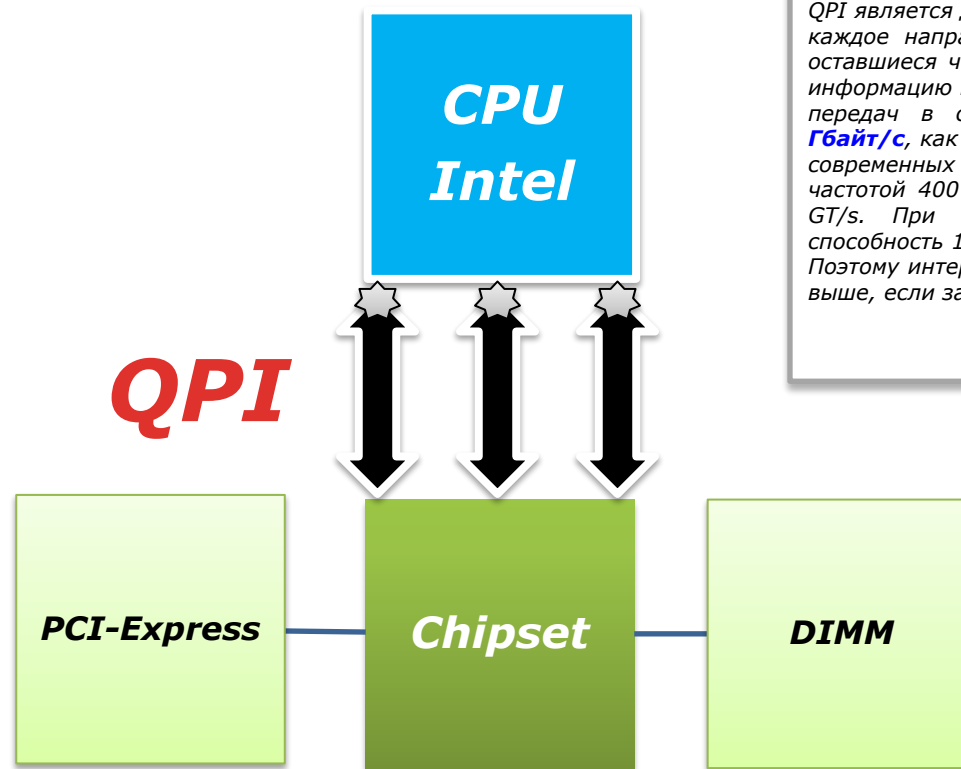 QPI является
каждое напра
оставшиеся ч
информацию
передач в
Гбайт/с, как
современных
частотой 400
GT/s. При
способность 1
Поэтому интер
выше, если за
CPU
Intel
QPI
PCI-Express
Chipset
DIMM